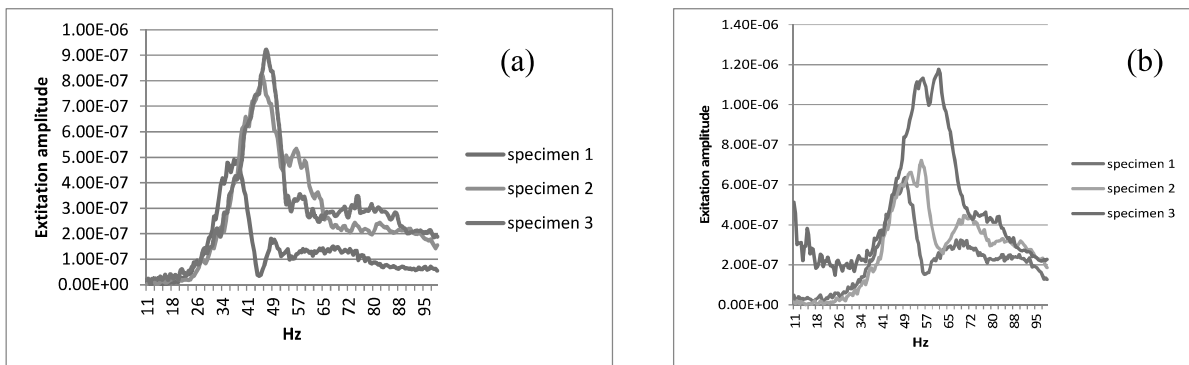 1.00E-06
9.00E-07
8.00E-07
7.00E-07
6.00E-07
5.00E-07
4.00E-07
3.00E-07
2.00E-07
1.00E-07
0.00E+00
Extitation amplitude
11 18 26 34 41 49 57 65 72 80 88 95
Hz
(a)
specimen 1
specimen 2
specimen 3
1.40E-06
1.20E-06
1.00E-06
8.00E-07
6.00E-07
4.00E-07
2.00E-07
0.00E+00
Exitation amplitude
11 18 26 34 41 49 57 65 72 80 88 95
Hz
(b)
specimen 1
specimen 2
specimen 3